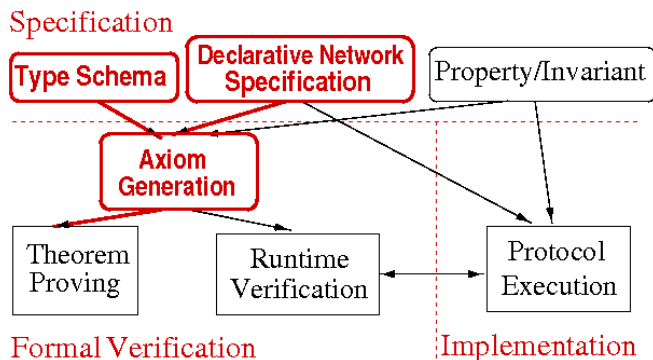 Specification
Type Schema
Declarative Network
Specification
Property/Invariant
Axiom
Generation
Theorem
Proving
Runtime
Verification
Protocol
Execution
Formal Verification
Implementation